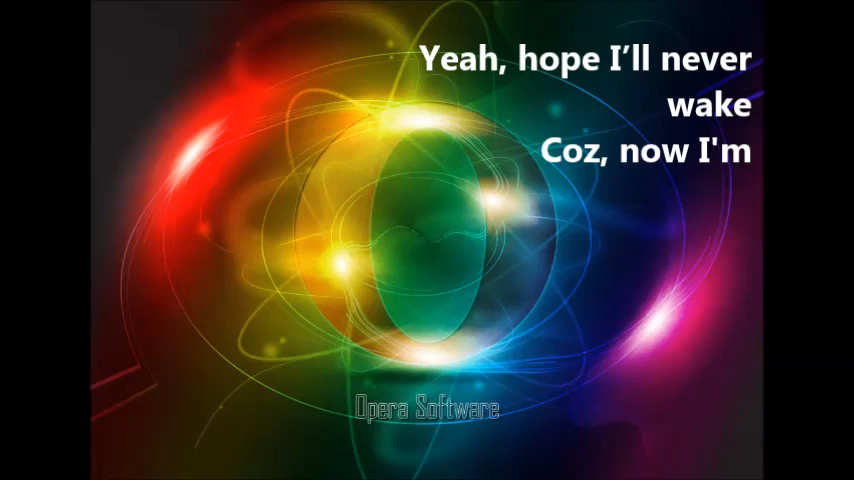 Yeah, hope I’ll never
wake
Coz, now I'm
Opera Software